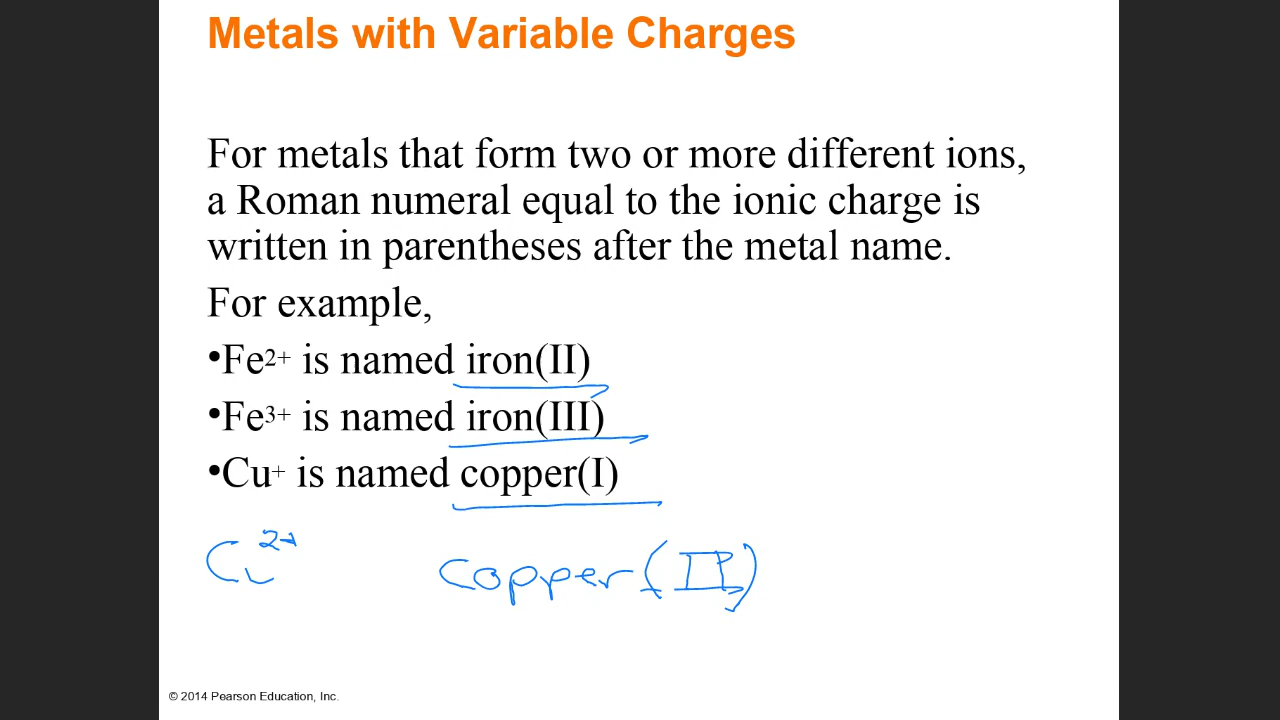 Metals with Variable Charges
For metals that form two or more different ions,
a Roman numeral equal to the ionic charge is
written in parentheses after the metal name.
For example,
•Fe2+ is named iron(II)
•Fe3+ is named iron(III)
•Cu+ is named copper(I)
Cu2+ copper(II)
© 2014 Pearson Education, Inc.